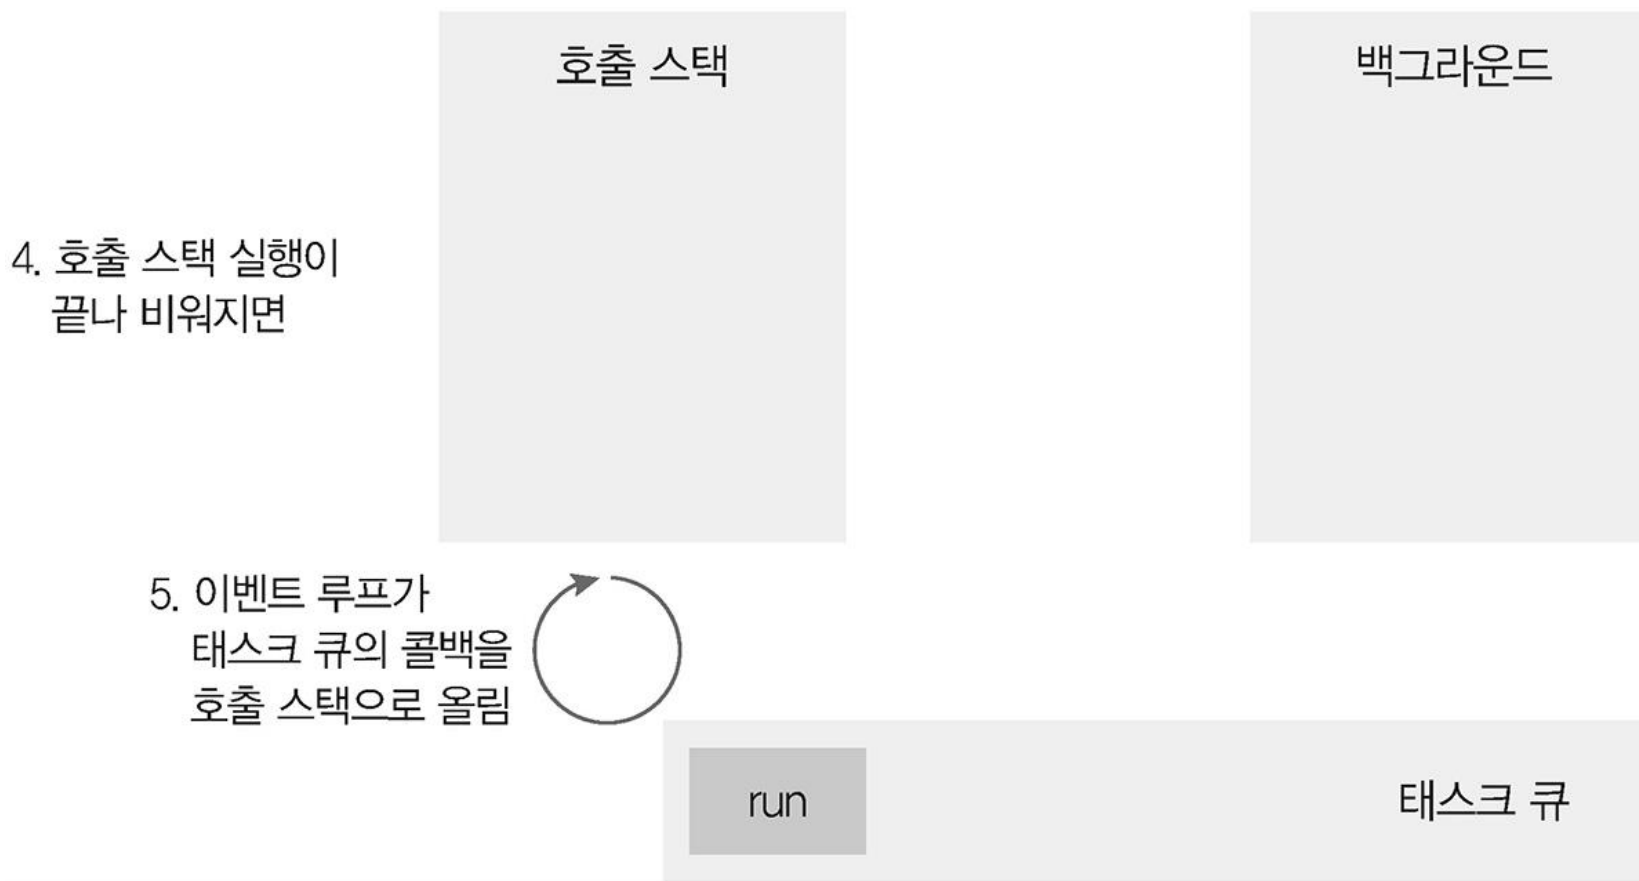 호출 스택
백그라운드
4. 호출 스택 실행이
끝나 비워지면
5. 이벤트 루프가
태스크 큐의 콜백을
호출 스택으로 올림
run
태스크 큐